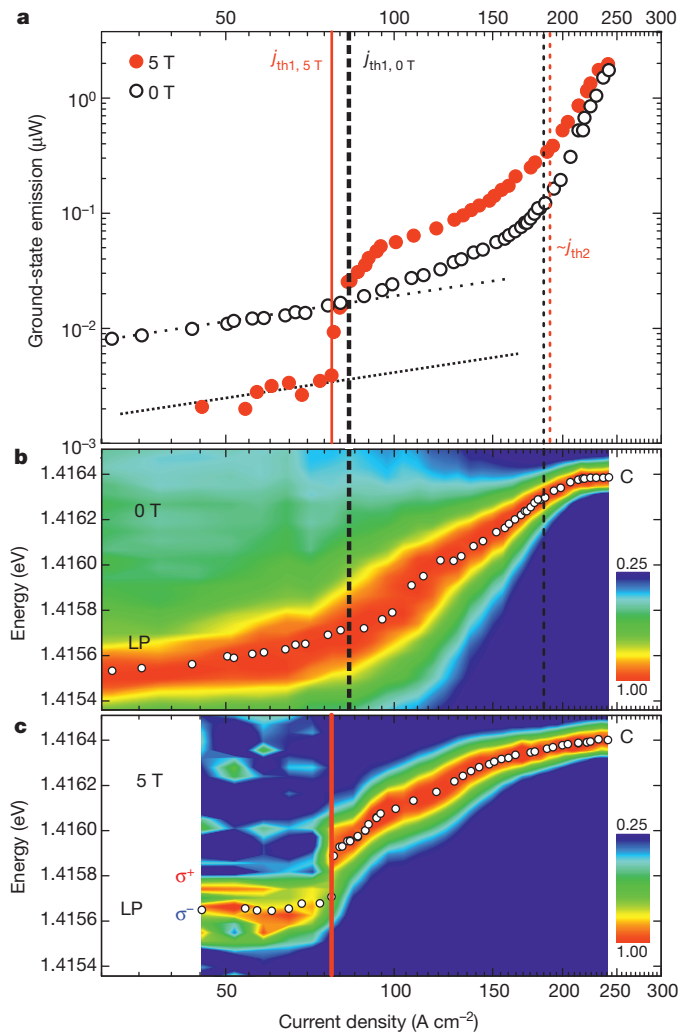 a
50 100 150 200 250 300
5 T
0 T
j_th1, 5 T
j_th1, 0 T
~j_th2
10^0
10^−1
10^−2
10^−3
Ground-state emission (μW)
b
1.4164
1.4162
1.4160
1.4158
1.4156
1.4154
Energy (eV)
0 T
LP
C
0.25
1.00
c
1.4164
1.4162
1.4160
1.4158
1.4156
1.4154
Energy (eV)
5 T
σ+
LP
σ−
C
0.25
1.00
50 100 150 200 250 300
Current density (A cm−2)